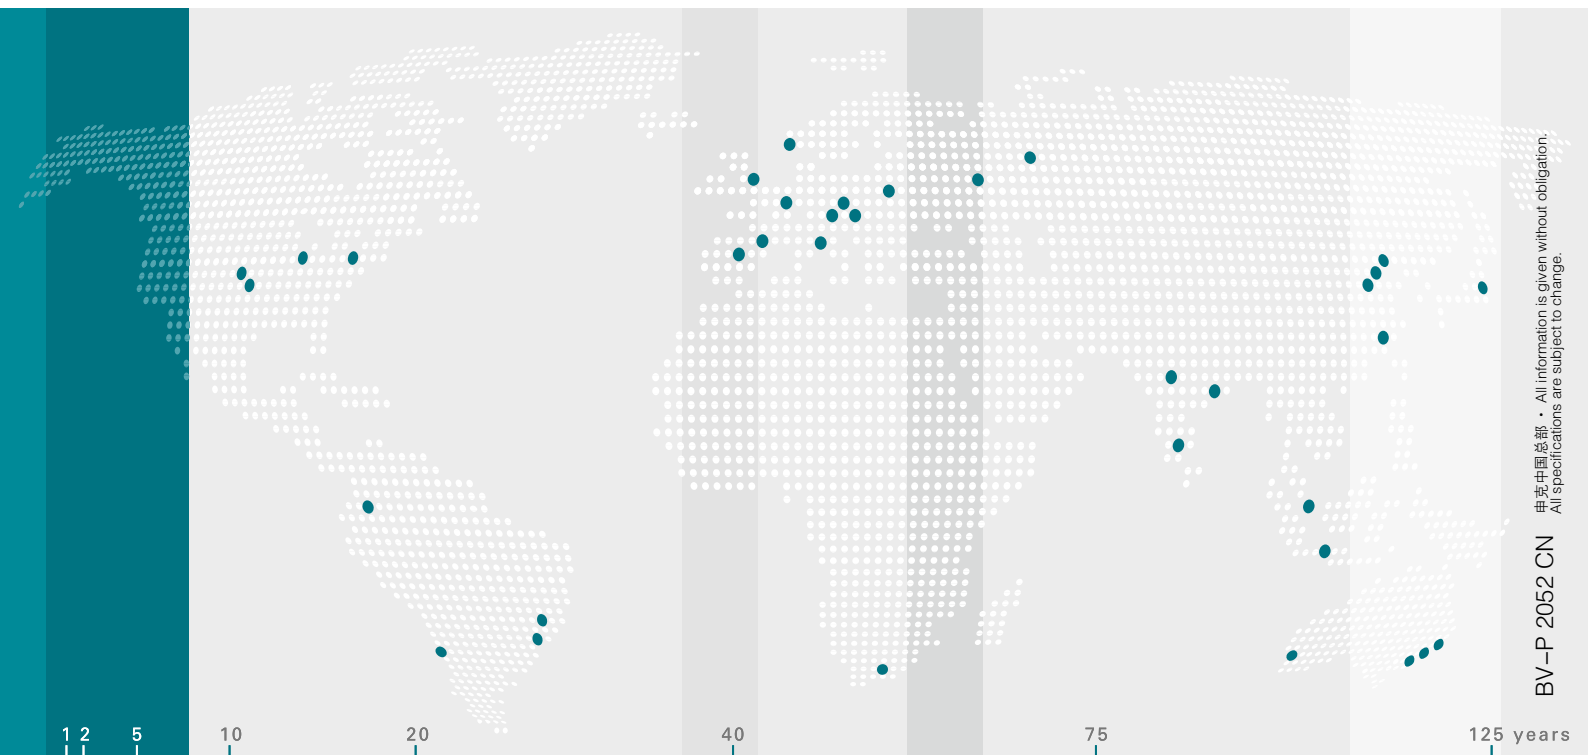 BV–P 2052 CN
申克中国总部 · All information is given without obligation.
All specifications are subject to change.
1 2 5 10 20 40 75 125 years